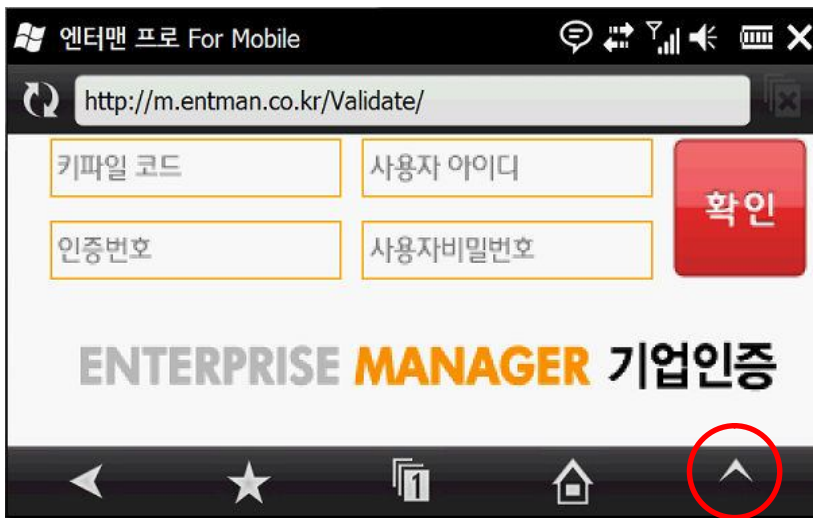 엔터맨 프로 For Mobile
http://m.entman.co.kr/Validate/
키파일 코드
사용자 아이디
확인
인증번호
사용자비밀번호
ENTERPRISE MANAGER 기업인증
1